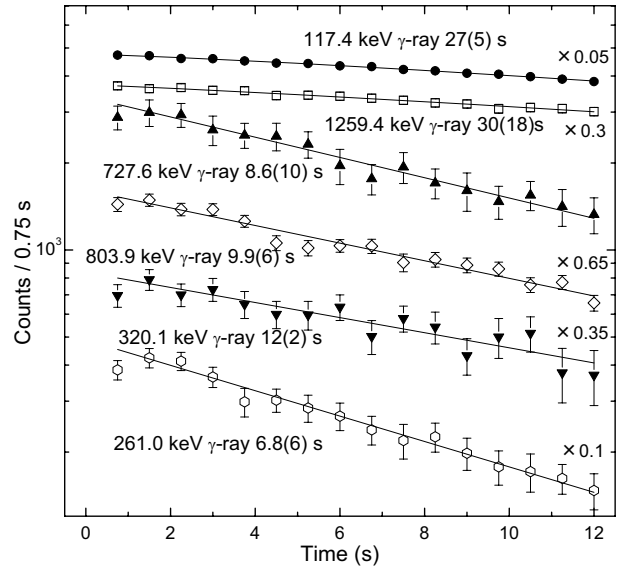 117.4 keV γ-ray 27(5) s
×0.05
×0.3
1259.4 keV γ-ray 30(18)s
727.6 keV γ-ray 8.6(10) s
×0.65
803.9 keV γ-ray 9.9(6) s
×0.35
320.1 keV γ-ray 12(2) s
×0.1
261.0 keV γ-ray 6.8(6) s
10³
Counts / 0.75 s
0 2 4 6 8 10 12
Time (s)